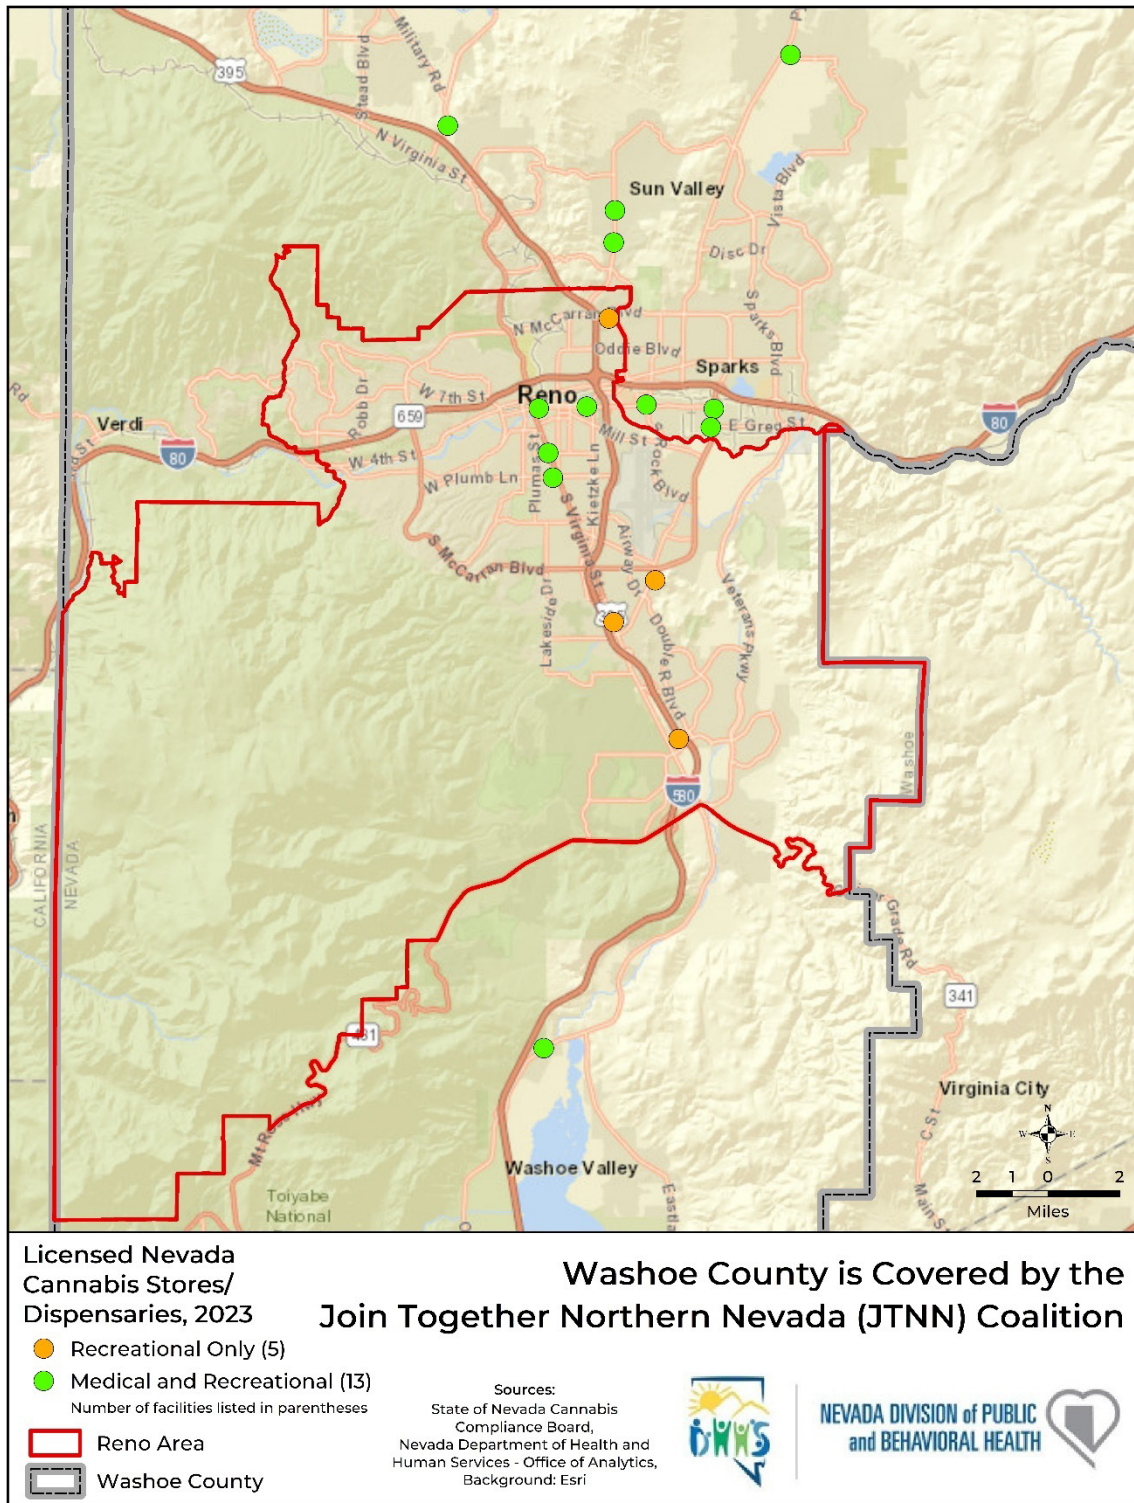 395
Stead Blvd
Military Rd
N Virginia St
Sun Valley
Vista Blvd
Disc Dr
Sparks Blvd
N McCarran Blvd
Oddie Blvd
Sparks
Reno
W 7th St
659
Robb Dr
Rd
Verdi
80
W 4th St
Mill St
E Greg St
80
S Rock Blvd
W Plumb Ln
Plumas St
Kietzke Ln
S Virginia St
S McCarran Blvd
Airway Dr
Lakeside Dr
Double R Blvd
Veterans Pkwy
580
Washoe
CALIFORNIA
NEVADA
Grade Rd
341
431
Virginia City
C St
Main St
Mt Rose Hwy
Washoe Valley
Toiyabe
National
N
W E
S
2 1 0 2
Miles
Licensed Nevada
Cannabis Stores/
Dispensaries, 2023
Recreational Only (5)
Medical and Recreational (13)
Number of facilities listed in parentheses
Reno Area
Washoe County
Washoe County is Covered by the
Join Together Northern Nevada (JTNN) Coalition
Sources:
State of Nevada Cannabis
Compliance Board,
Nevada Department of Health and
Human Services - Office of Analytics,
Background: Esri
DHHS
NEVADA DIVISION of PUBLIC
and BEHAVIORAL HEALTH